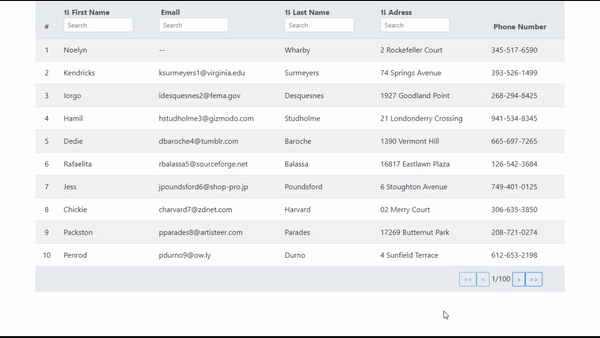 # ⇅ First Name Email ⇅ Last Name ⇅ Adress Phone Number
Search Search Search Search
1 Noelyn -- Wharby 2 Rockefeller Court 345-517-6590
2 Kendricks ksurmeyers1@virginia.edu Surmeyers 74 Springs Avenue 393-526-1499
3 Iorgo idesquesnes2@fema.gov Desquesnes 1927 Goodland Point 268-294-8425
4 Hamil hstudholme3@gizmodo.com Studholme 21 Londonderry Crossing 941-534-8345
5 Dedie dbaroche4@tumblr.com Baroche 1390 Vermont Hill 665-697-7265
6 Rafaelita rbalassa5@sourceforge.net Balassa 16817 Eastlawn Plaza 126-542-3684
7 Jess jpoundsford6@shop-pro.jp Poundsford 6 Stoughton Avenue 749-401-0125
8 Chickie charvard7@zdnet.com Harvard 02 Merry Court 306-635-3850
9 Packston pparades8@artisteer.com Parades 17269 Butternut Park 208-721-0274
10 Penrod pdurno9@ow.ly Durno 4 Sunfield Terrace 612-653-2198
<< < 1/100 > >>